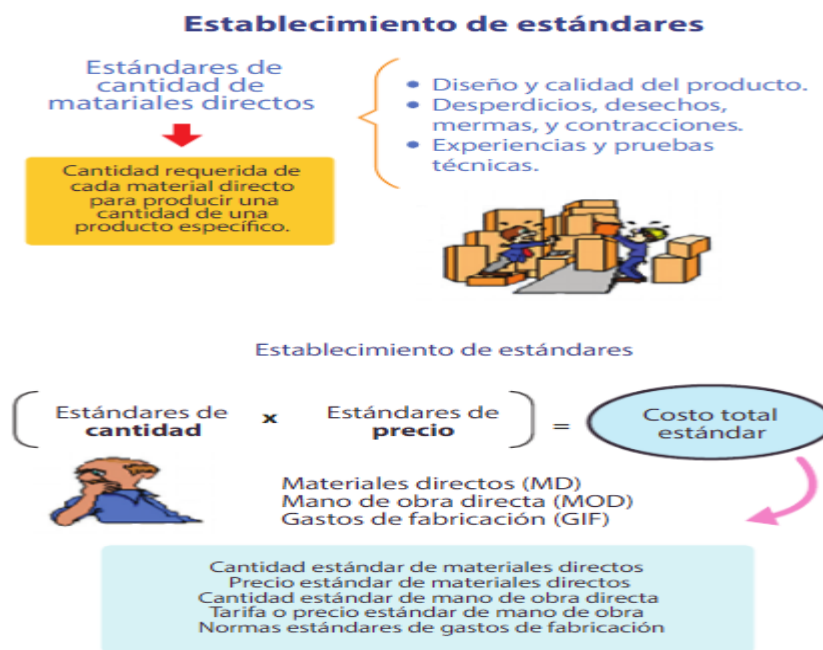 Establecimiento de estándares
Estándares de
cantidad de
matariales directos
Cantidad requerida de
cada material directo
para producir una
cantidad de una
producto específico.
• Diseño y calidad del producto.
• Desperdicios, desechos,
mermas, y contracciones.
• Experiencias y pruebas
técnicas.
Establecimiento de estándares
Estándares de
cantidad
x
Estándares de
precio
=
Costo total
estándar
Materiales directos (MD)
Mano de obra directa (MOD)
Gastos de fabricación (GIF)
Cantidad estándar de materiales directos
Precio estándar de materiales directos
Cantidad estándar de mano de obra directa
Tarifa o precio estándar de mano de obra
Normas estándares de gastos de fabricación